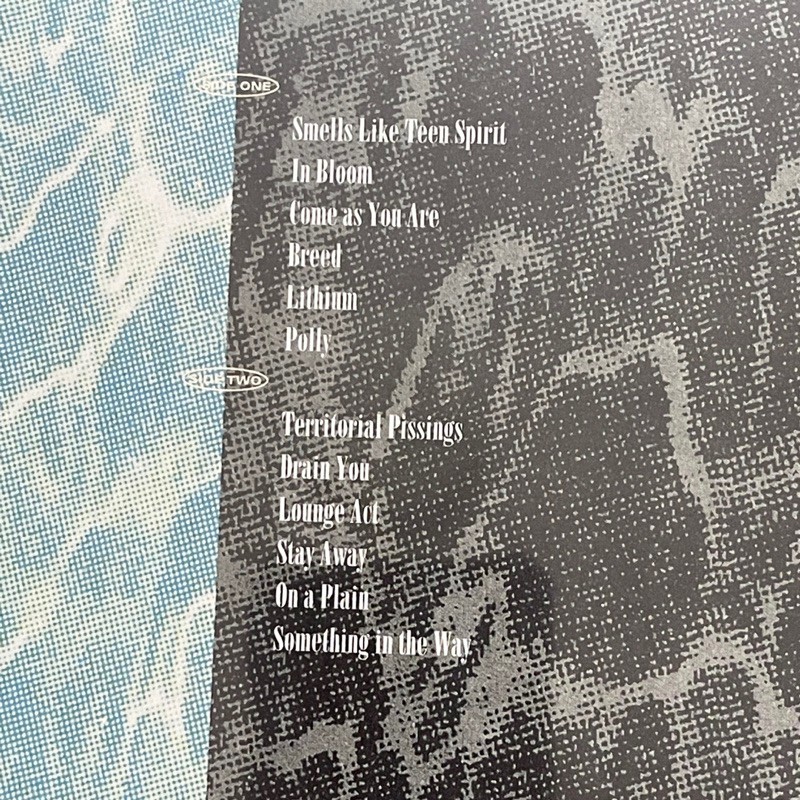 SIDE ONE
Smells Like Teen Spirit
In Bloom
Come as You Are
Breed
Lithium
Polly
SIDE TWO
Territorial Pissings
Drain You
Lounge Act
Stay Away
On a Plain
Something in the Way